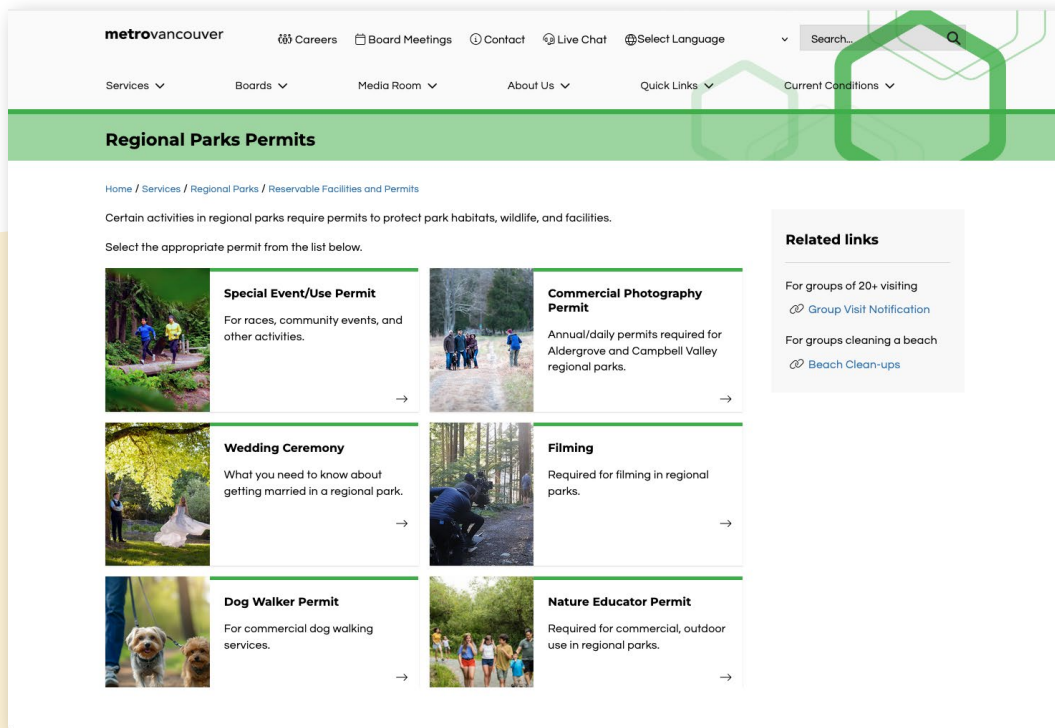 metrovancouver
Careers Board Meetings Contact Live Chat Select Language Search...
Services Boards Media Room About Us Quick Links Current Conditions
Regional Parks Permits
Home / Services / Regional Parks / Reservable Facilities and Permits
Certain activities in regional parks require permits to protect park habitats, wildlife, and facilities.
Select the appropriate permit from the list below.
Special Event/Use Permit
For races, community events, and
other activities.
Commercial Photography
Permit
Annual/daily permits required for
Aldergrove and Campbell Valley
regional parks.
Wedding Ceremony
What you need to know about
getting married in a regional park.
Filming
Required for filming in regional
parks.
Dog Walker Permit
For commercial dog walking
services.
Nature Educator Permit
Required for commercial, outdoor
use in regional parks.
Related links
For groups of 20+ visiting
Group Visit Notification
For groups cleaning a beach
Beach Clean-ups